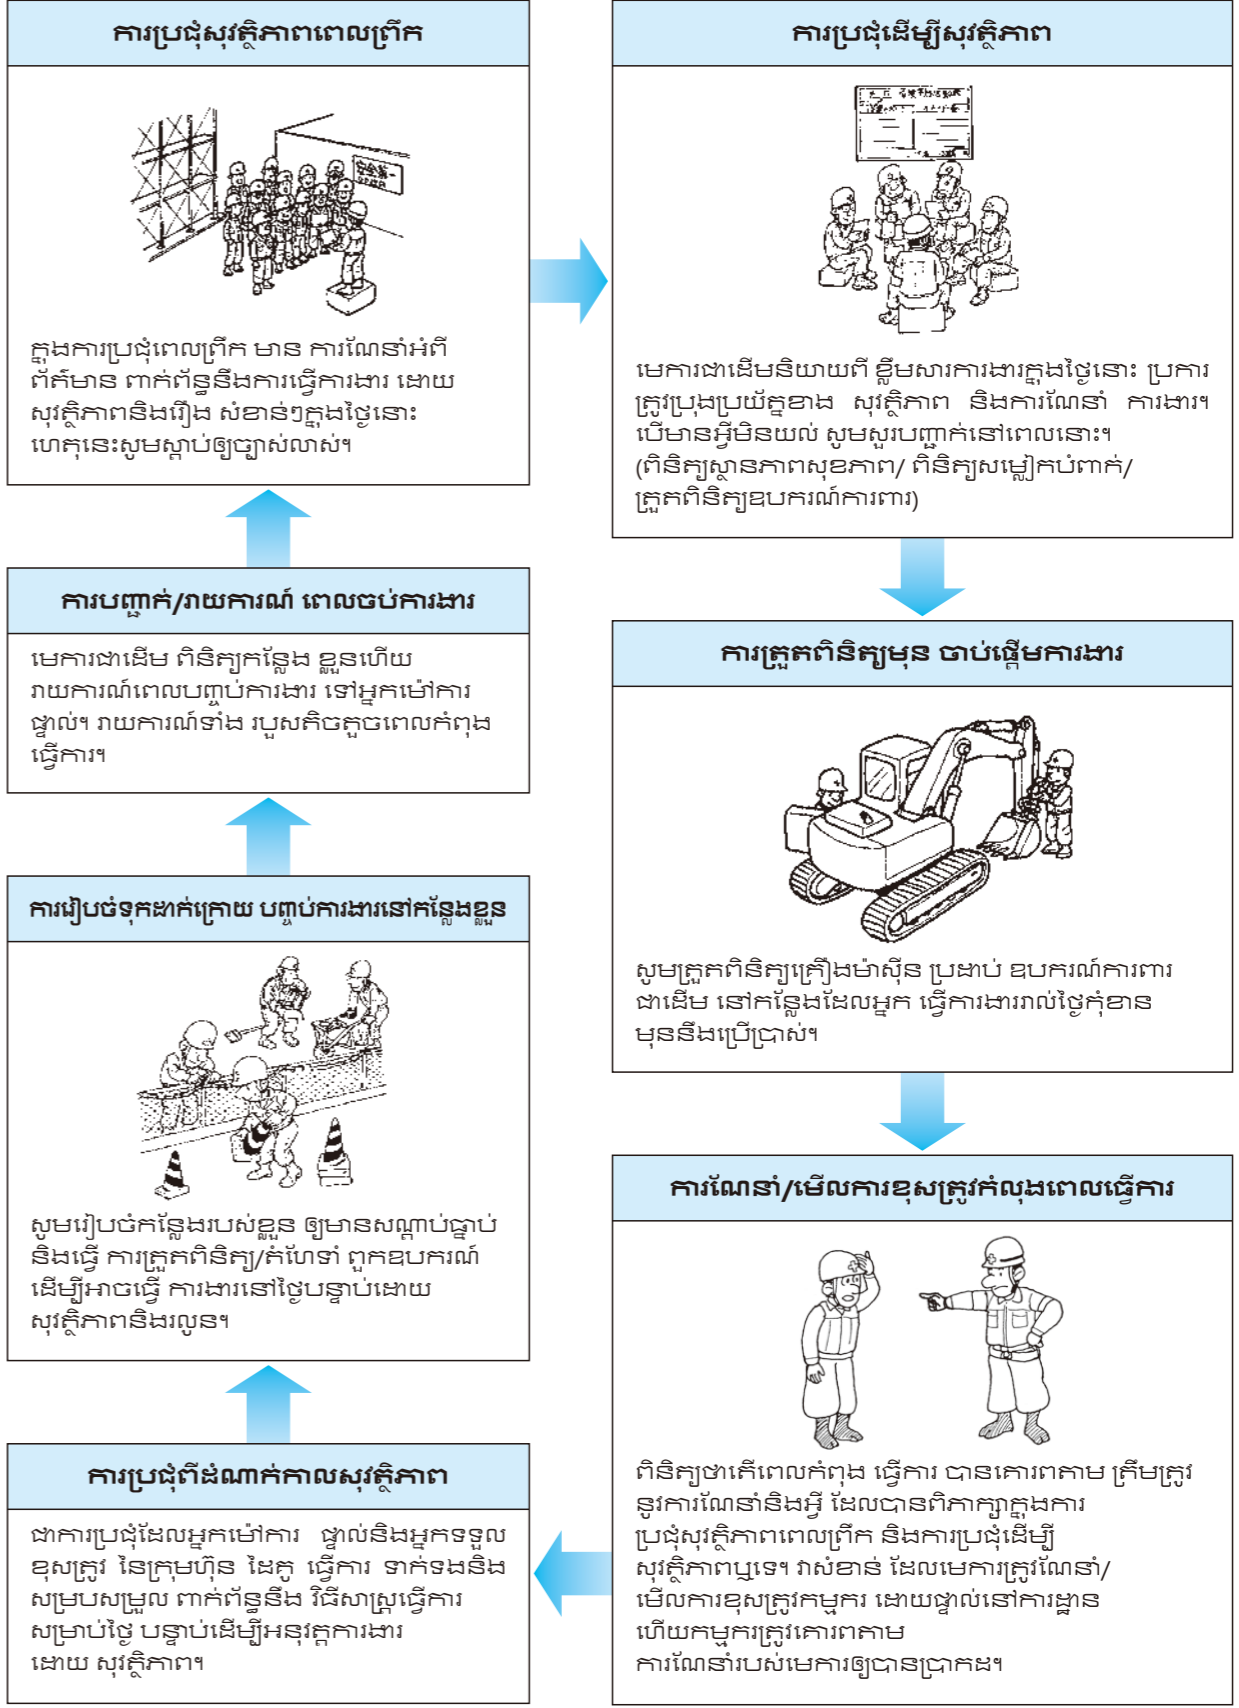 ការប្រជុំសុវត្ថិភាពពេលព្រឹក
ក្នុងការប្រជុំពេលព្រឹក មាន ការណែនាំអំពី
ព័ត៌មាន ពាក់ព័ន្ធនឹងការធ្វើការងារ ដោយ
សុវត្ថិភាពនិងរឿង សំខាន់ៗក្នុងថ្ងៃនោះ
ហេតុនេះសូមស្តាប់ឲ្យច្បាស់លាស់។
ការប្រជុំដើម្បីសុវត្ថិភាព
មេការជាដើមនិយាយពី ខ្លឹមសារការងារក្នុងថ្ងៃនោះ ប្រការ
ត្រូវប្រុងប្រយ័ត្នខាង សុវត្ថិភាព និងការណែនាំ ការងារ។
បើមានអ្វីមិនយល់ សូមសួរបញ្ជាក់នៅពេលនោះ។
(ពិនិត្យស្ថានភាពសុខភាព/ ពិនិត្យសម្លៀកបំពាក់/
ត្រួតពិនិត្យឧបករណ៍ការពារ)
ការត្រួតពិនិត្យមុន ចាប់ផ្តើមការងារ
សូមត្រួតពិនិត្យគ្រឿងម៉ាស៊ីន ប្រដាប់ ឧបករណ៍ការពារ
ជាដើម នៅកន្លែងដែលអ្នក ធ្វើការងាររាល់ថ្ងៃកុំខាន
មុននឹងប្រើប្រាស់។
ការណែនាំ/មើលការខុសត្រូវកំលុងពេលធ្វើការ
ពិនិត្យថាតើពេលកំពុង ធ្វើការ បានគោរពតាម ត្រឹមត្រូវ
នូវការណែនាំនិងអ្វី ដែលបានពិភាក្សាក្នុងការ
ប្រជុំសុវត្ថិភាពពេលព្រឹក និងការប្រជុំដើម្បី
សុវត្ថិភាពឬទេ។ វាសំខាន់ ដែលមេការត្រូវណែនាំ/
មើលការខុសត្រូវកម្មករ ដោយផ្ទាល់នៅការដ្ឋាន
ហើយកម្មករត្រូវគោរពតាម
ការណែនាំរបស់មេការឲ្យបានប្រាកដ។
ការប្រជុំពីដំណាក់កាលសុវត្ថិភាព
ជាការប្រជុំដែលអ្នកម៉ៅការ ផ្ទាល់និងអ្នកទទួល
ខុសត្រូវ នៃក្រុមហ៊ុន ដៃគូ ធ្វើការ ទាក់ទងនិង
សម្របសម្រួល ពាក់ព័ន្ធនឹង វិធីសាស្ត្រធ្វើការ
សម្រាប់ថ្ងៃ បន្ទាប់ដើម្បីអនុវត្តការងារ
ដោយ សុវត្ថិភាព។
ការរៀបចំទុកដាក់ក្រោយ បញ្ចប់ការងារនៅកន្លែងខ្លួន
សូមរៀបចំកន្លែងរបស់ខ្លួន ឲ្យមានសណ្តាប់ធ្នាប់
និងធ្វើ ការត្រួតពិនិត្យ/តំហែទាំ ពួកឧបករណ៍
ដើម្បីអាចធ្វើ ការងារនៅថ្ងៃបន្ទាប់ដោយ
សុវត្ថិភាពនិងរលូន។
ការបញ្ជាក់/រាយការណ៍ ពេលចប់ការងារ
មេការជាដើម ពិនិត្យកន្លែង ខ្លួនហើយ
រាយការណ៍ពេលបញ្ចប់ការងារ ទៅអ្នកម៉ៅការ
ផ្ទាល់។ រាយការណ៍ទាំង របួសតិចតួចពេលកំពុង
ធ្វើការ។
安全第一